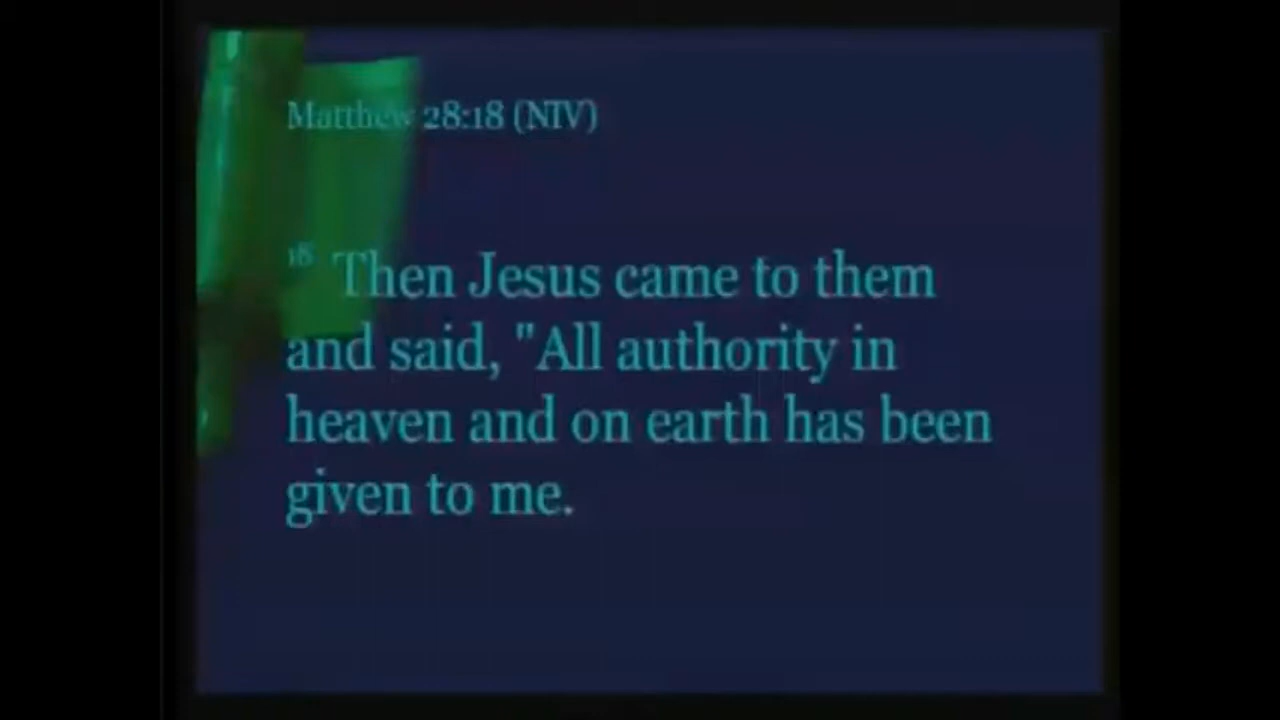 Matthew 28:18 (NIV)
18 Then Jesus came to them
and said, "All authority in
heaven and on earth has been
given to me.